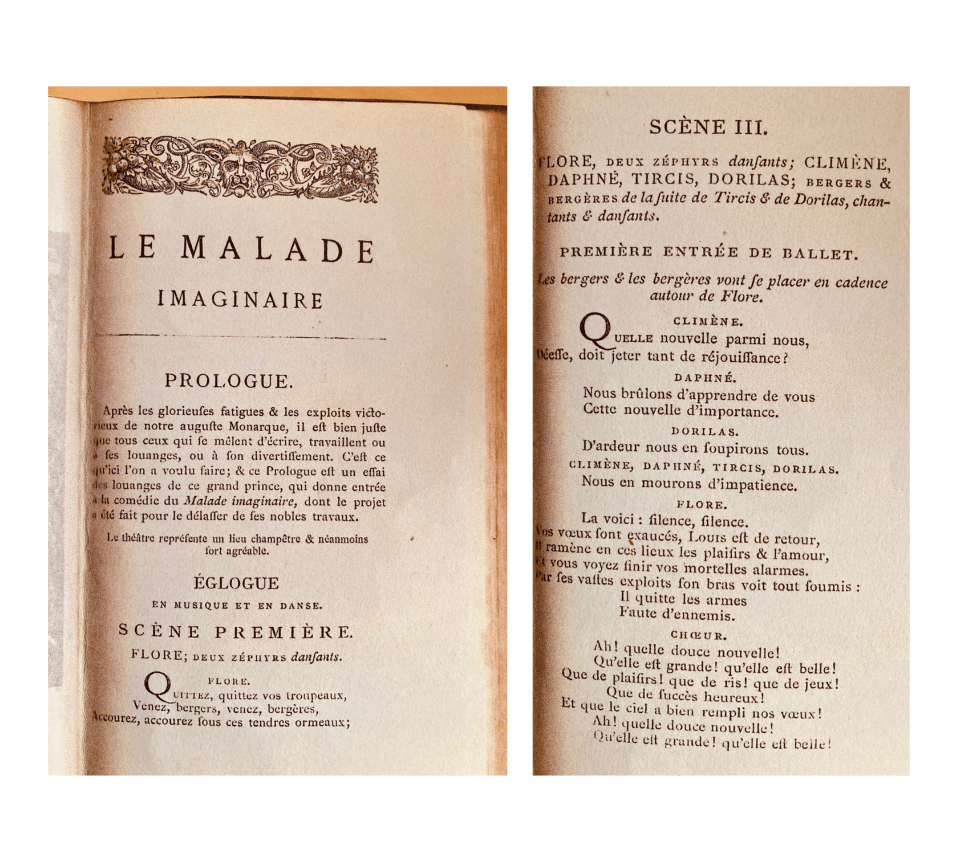 LE MALADE
IMAGINAIRE
PROLOGUE.
Après les glorieuſes fatigues & les exploits victo-
rieux de notre auguſte Monarque, il eſt bien juſte
que tous ceux qui ſe mêlent d'écrire, travaillent ou
à ſes louanges, ou à ſon divertiſſement. C'eſt ce
qu'ici l'on a voulu faire; & ce Prologue eſt un eſſai
des louanges de ce grand prince, qui donne entrée
à la comédie du Malade imaginaire, dont le projet
a été fait pour le délaſſer de ſes nobles travaux.
Le théâtre repréſente un lieu champêtre & néanmoins
fort agréable.
ÉGLOGUE
EN MUSIQUE ET EN DANSE.
SCÈNE PREMIÈRE.
FLORE; DEUX ZÉPHYRS danſants.
FLORE.
QUITTEZ, quittez vos troupeaux,
Venez, bergers, venez, bergères,
Accourez, accourez ſous ces tendres ormeaux;
SCÈNE III.
FLORE, DEUX ZÉPHYRS danſants; CLIMÈNE,
DAPHNÉ, TIRCIS, DORILAS; BERGERS &
BERGÈRES de la ſuite de Tircis & de Dorilas, chan-
tants & danſants.
PREMIÈRE ENTRÉE DE BALLET.
Les bergers & les bergères vont ſe placer en cadence
autour de Flore.
CLIMÈNE.
QUELLE nouvelle parmi nous,
Déeſſe, doit jeter tant de réjouiſſance?
DAPHNÉ.
Nous brûlons d'apprendre de vous
Cette nouvelle d'importance.
DORILAS.
D'ardeur nous en ſoupirons tous.
CLIMÈNE, DAPHNÉ, TIRCIS, DORILAS.
Nous en mourons d'impatience.
FLORE.
La voici : ſilence, ſilence.
Vos vœux ſont exaucés, LOUIS eſt de retour,
Il ramène en ces lieux les plaiſirs & l'amour,
Et vous voyez finir vos mortelles alarmes.
Par ſes vaſtes exploits ſon bras voit tout ſoumis :
Il quitte les armes
Faute d'ennemis.
CHŒUR.
Ah! quelle douce nouvelle!
Qu'elle eſt grande! qu'elle eſt belle!
Que de plaiſirs! que de ris! que de jeux!
Que de ſuccès heureux!
Et que le ciel a bien rempli nos vœux!
Ah! quelle douce nouvelle!
Qu'elle eſt grande! qu'elle eſt belle!